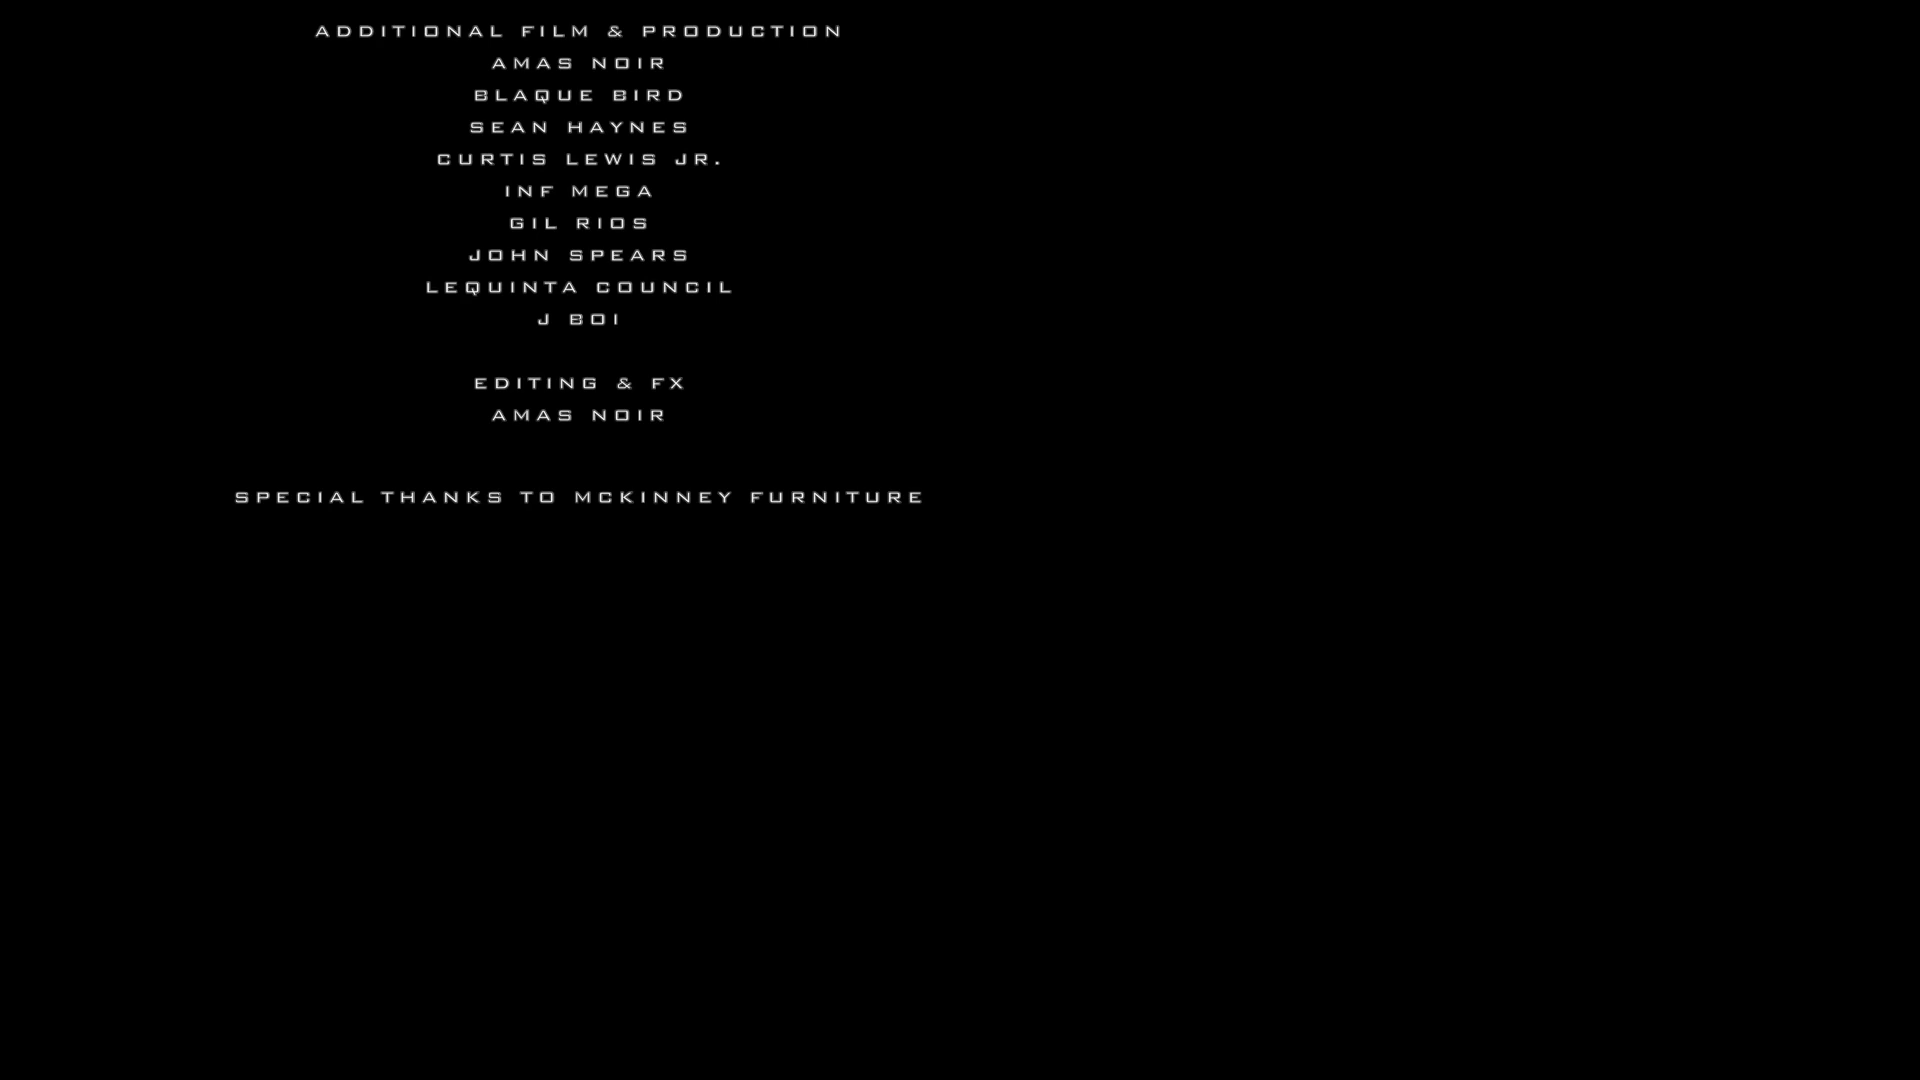 ADDITIONAL FILM & PRODUCTION
AMAS NOIR
BLAQUE BIRD
SEAN HAYNES
CURTIS LEWIS JR.
INF MEGA
GIL RIOS
JOHN SPEARS
LEQUINTA COUNCIL
J BOI
EDITING & FX
AMAS NOIR
SPECIAL THANKS TO MCKINNEY FURNITURE